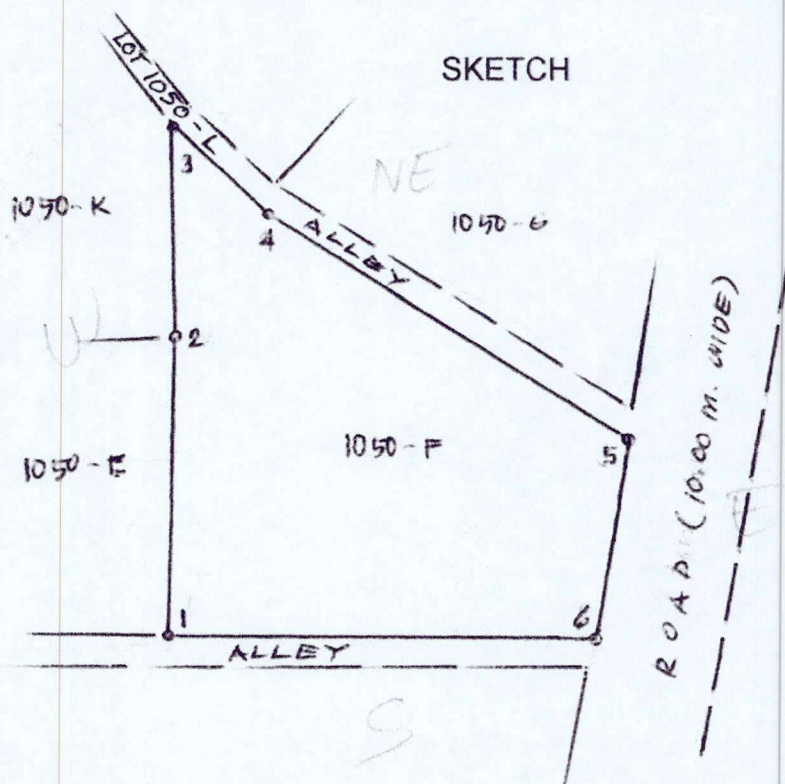 SKETCH
LOT 1050-L
3
NE
1050-K
4
ALLEY
1050-G
W
2
ROAD (10.00 m. WIDE)
1050-F
5
1050-E
E
1
6
ALLEY
S